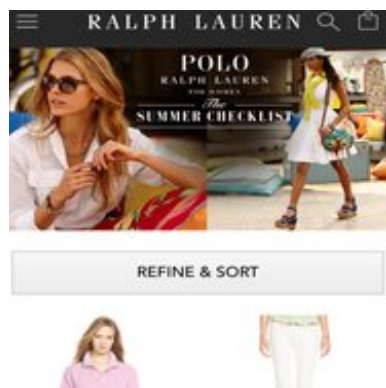 RALPH LAUREN
POLO
RALPH LAUREN
FOR WOMEN
The
SUMMER CHECKLIST
REFINE & SORT